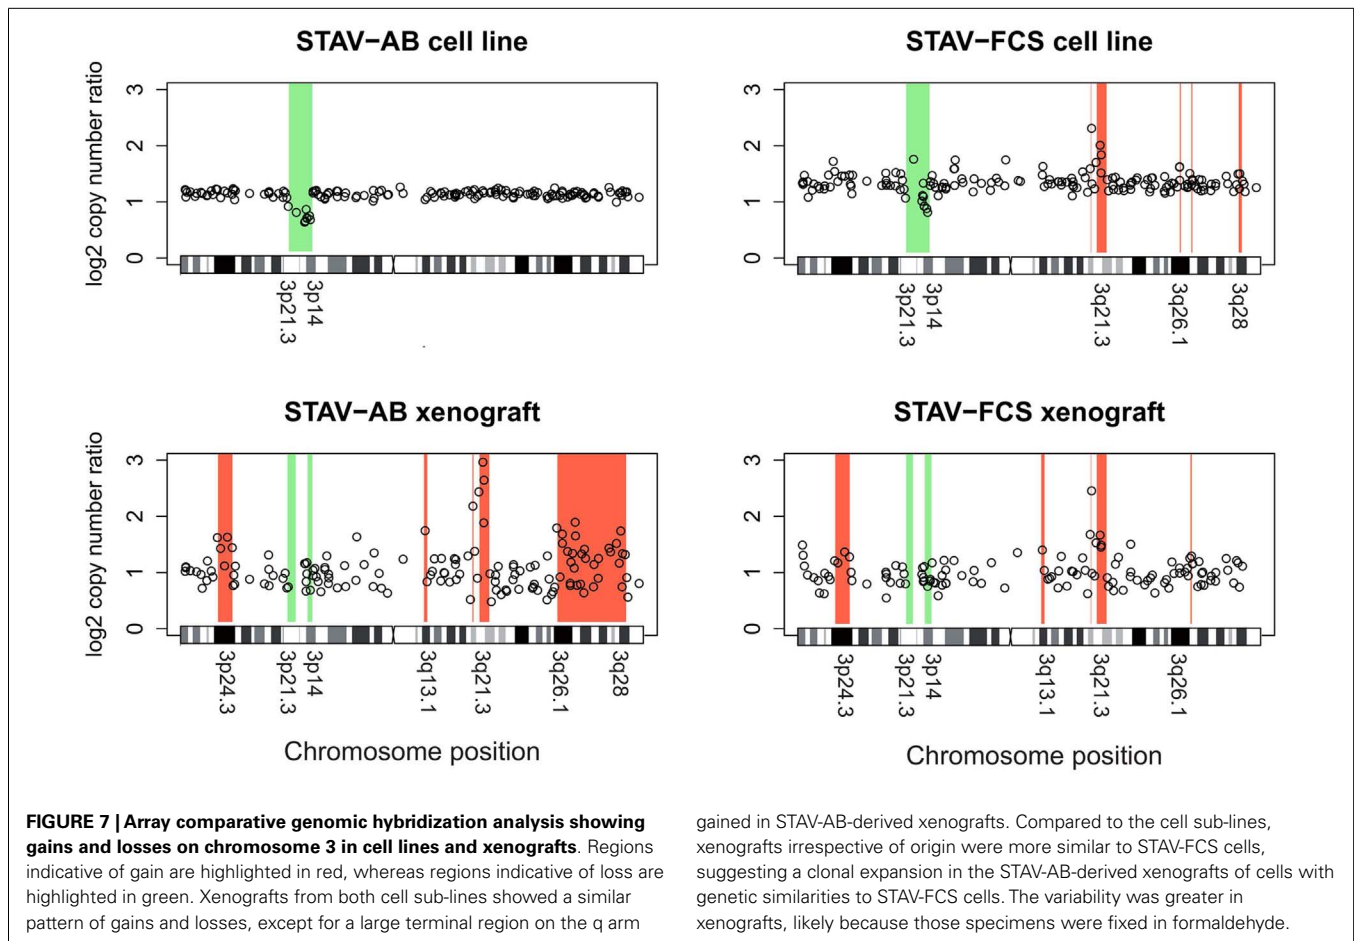 STAV−AB cell line
log2 copy number ratio
3
2
1
0
3p21.3
3p14
STAV−FCS cell line
3
2
1
0
3p21.3
3p14
3q21.3
3q26.1
3q28
STAV−AB xenograft
log2 copy number ratio
3
2
1
0
3p24.3
3p21.3
3p14
3q13.1
3q21.3
3q26.1
3q28
Chromosome position
STAV−FCS xenograft
3
2
1
0
3p24.3
3p21.3
3p14
3q13.1
3q21.3
3q26.1
Chromosome position
FIGURE 7 | Array comparative genomic hybridization analysis showing
gains and losses on chromosome 3 in cell lines and xenografts. Regions
indicative of gain are highlighted in red, whereas regions indicative of loss are
highlighted in green. Xenografts from both cell sub-lines showed a similar
pattern of gains and losses, except for a large terminal region on the q arm
gained in STAV-AB-derived xenografts. Compared to the cell sub-lines,
xenografts irrespective of origin were more similar to STAV-FCS cells,
suggesting a clonal expansion in the STAV-AB-derived xenografts of cells with
genetic similarities to STAV-FCS cells. The variability was greater in
xenografts, likely because those specimens were fixed in formaldehyde.